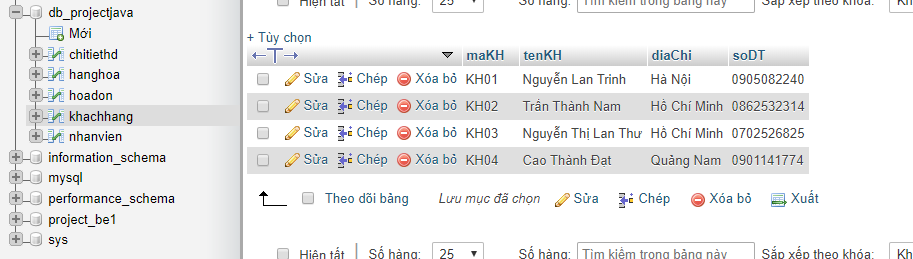 db_projectjava
Mới
chitiethd
hanghoa
hoadon
khachhang
nhanvien
information_schema
mysql
performance_schema
project_be1
sys
Hiện tất Số hàng: 25 Số hàng: Tìm kiếm trong bảng này Sắp xếp theo khóa: Kh
+ Tùy chọn
←T→ maKH tenKH diaChi soDT
Sửa Chép Xóa bỏ KH01 Nguyễn Lan Trinh Hà Nội 0905082240
Sửa Chép Xóa bỏ KH02 Trần Thành Nam Hồ Chí Minh 0862532314
Sửa Chép Xóa bỏ KH03 Nguyễn Thị Lan Thư Hồ Chí Minh 0702526825
Sửa Chép Xóa bỏ KH04 Cao Thành Đạt Quảng Nam 0901141774
Theo dõi bảng Lưu mục đã chọn Sửa Chép Xóa bỏ Xuất
Hiện tất Số hàng: 25 Số hàng: Tìm kiếm trong bảng này Sắp xếp theo khóa: Kh